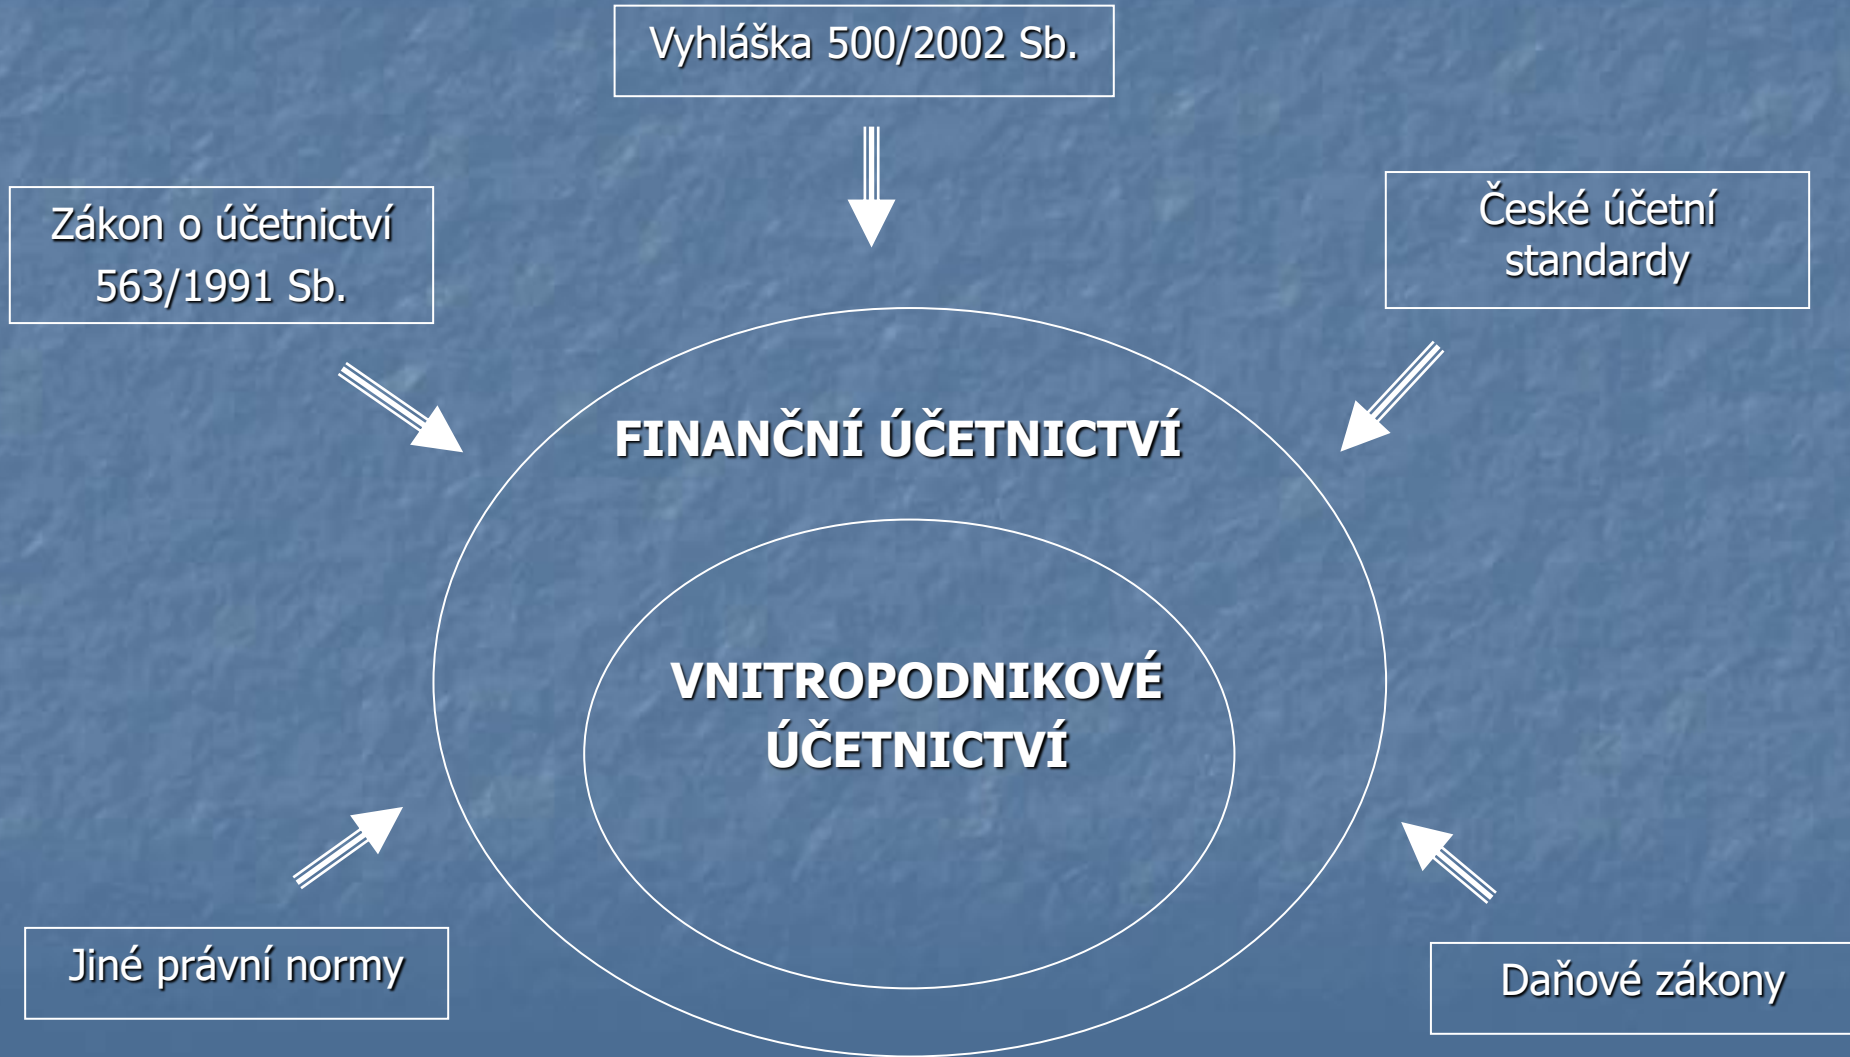 Vyhláška 500/2002 Sb.
Zákon o účetnictví
563/1991 Sb.
České účetní
standardy
FINANČNÍ ÚČETNICTVÍ
VNITROPODNIKOVÉ
ÚČETNICTVÍ
Jiné právní normy
Daňové zákony